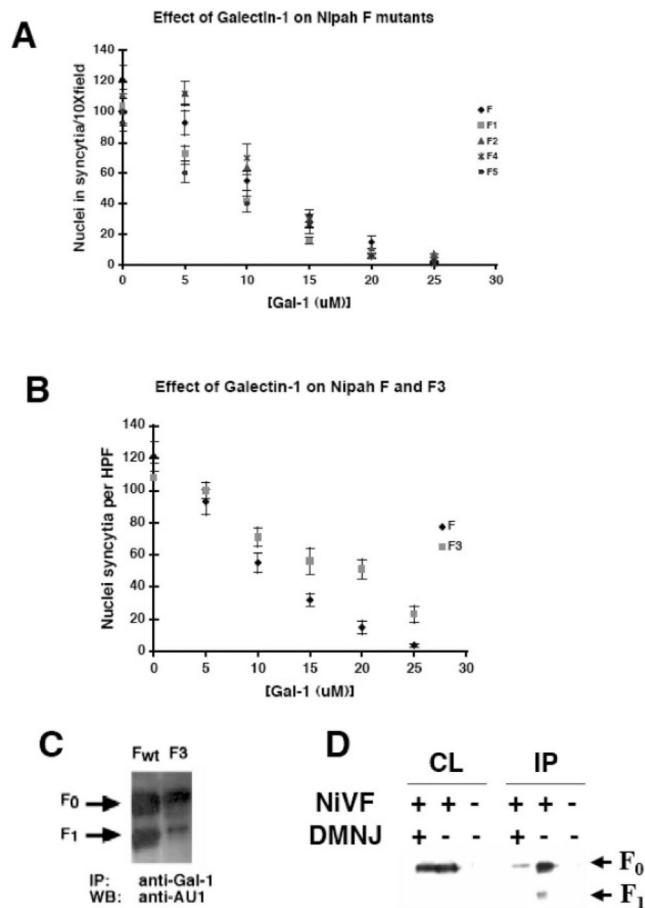 A
Effect of Galectin-1 on Nipah F mutants
Nuclei in syncytia/10Xfield
140
120
100
80
60
40
20
0
0 5 10 15 20 25 30
[Gal-1 (uM)]
F
F1
F2
F4
F5
B
Effect of Galectin-1 on Nipah F and F3
Nuclei syncytia per HPF
140
120
100
80
60
40
20
0
0 5 10 15 20 25 30
[Gal-1 (uM)]
F
F3
C
Fwt F3
F0
F1
IP: anti-Gal-1
WB: anti-AU1
D
CL IP
NiVF + + - + + -
DMNJ + - - + - -
F0
F1